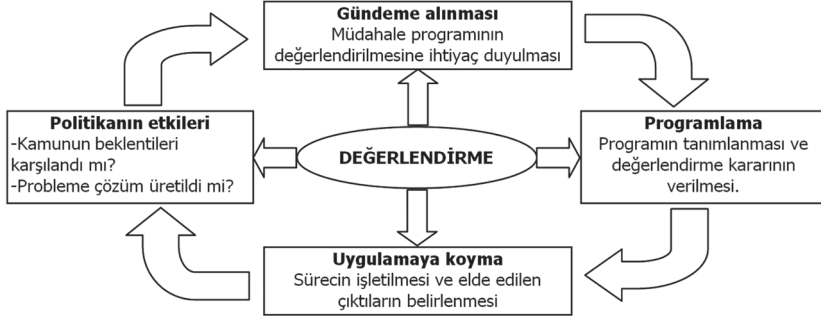 Gündeme alınması
Müdahale programının
değerlendirilmesine ihtiyaç duyulması
Politikanın etkileri
-Kamunun beklentileri
karşılandı mı?
-Probleme çözüm üretildi mi?
DEĞERLENDİRME
Programlama
Programın tanımlanması ve
değerlendirme kararının
verilmesi.
Uygulamaya koyma
Sürecin işletilmesi ve elde edilen
çıktıların belirlenmesi